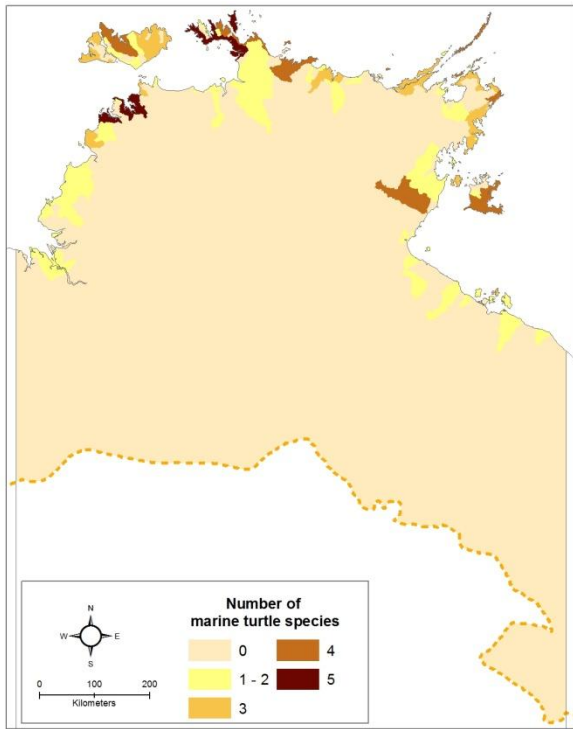 Number of
marine turtle species
0
4
1 - 2
5
3
N
W E
S
0 100 200
Kilometers